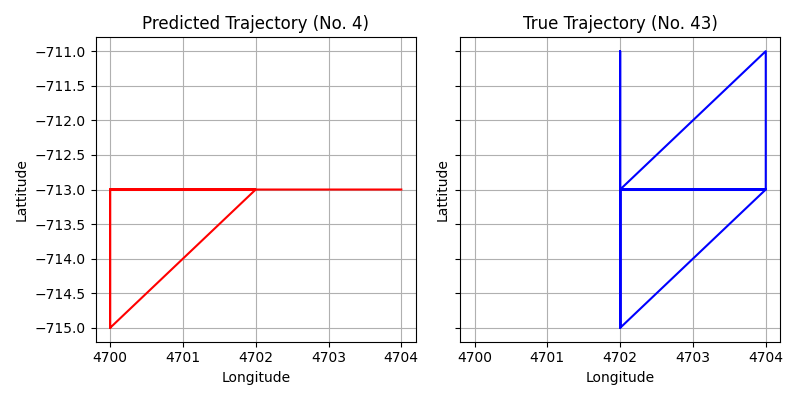 Predicted Trajectory (No. 4)
True Trajectory (No. 43)
−711.0
−711.5
−712.0
−712.5
−713.0
−713.5
−714.0
−714.5
−715.0
Lattitude
Lattitude
4700 4701 4702 4703 4704
4700 4701 4702 4703 4704
Longitude
Longitude